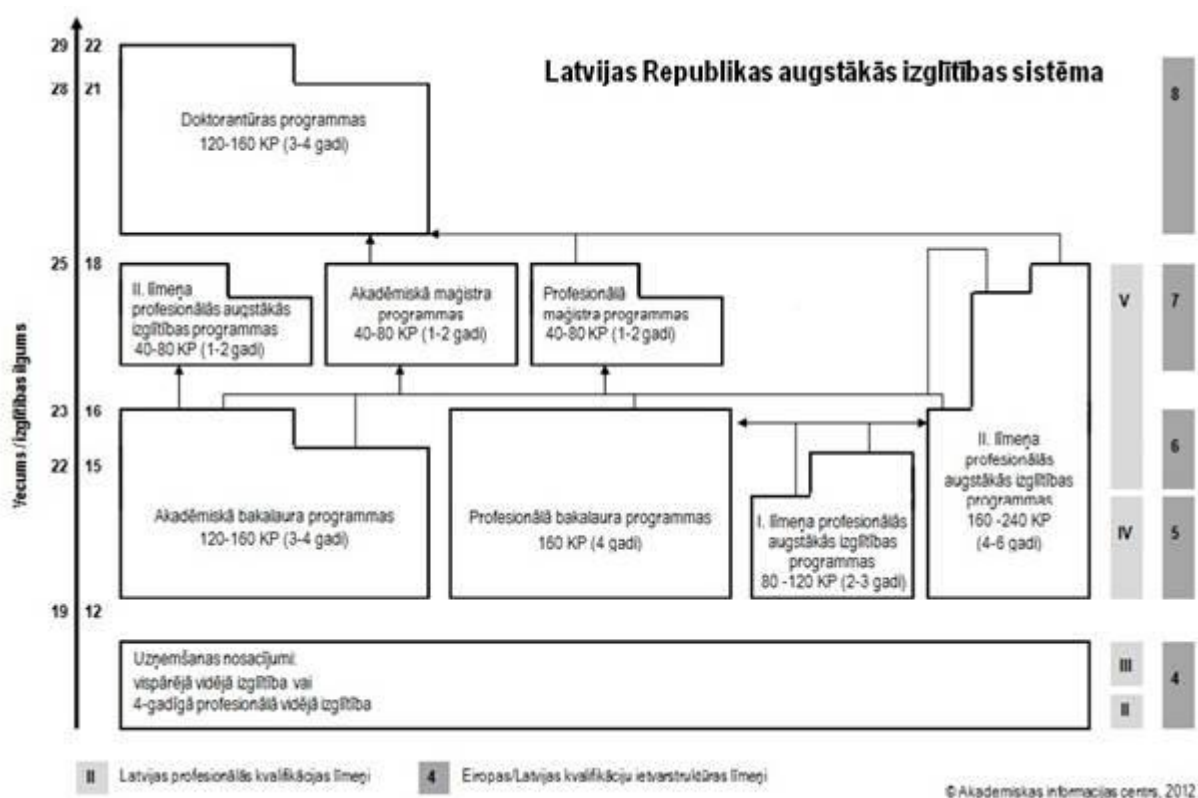 Latvijas Republikas augstākās izglītības sistēma
Vecums / izglītības ilgums
29 22
28 21
25 18
23 16
22 15
19 12
Doktorantūras programmas
120-160 KP (3-4 gadi)
II. līmeņa
profesionālās augstākās
izglītības programmas
40-80 KP (1-2 gadi)
Akadēmiskā maģistra
programmas
40-80 KP (1-2 gadi)
Profesionālā
maģistra programmas
40-80 KP (1-2 gadi)
Akadēmiskā bakalaura programmas
120-160 KP (3-4 gadi)
Profesionālā bakalaura programmas
160 KP (4 gadi)
I. līmeņa profesionālās
augstākās izglītības
programmas
80 -120 KP (2-3 gadi)
II. līmeņa
profesionālās
augstākās izglītības
programmas
160 -240 KP
(4-6 gadi)
V
IV
III
II
8
7
6
5
4
Uzņemšanas nosacījumi:
vispārējā vidējā izglītība vai
4-gadīgā profesionālā vidējā izglītība
II Latvijas profesionālās kvalifikācijas līmeņi
4 Eiropas/Latvijas kvalifikāciju ietvarstruktūras līmeņi
© Akadēmiskas informācijas centrs, 2012